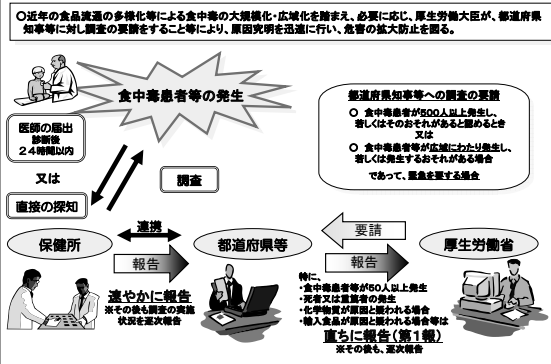 ○近年の食品流通の多様化等による食中毒の大規模化・広域化を踏まえ、必要に応じ、厚生労働大臣が、都道府県
知事等に対し調査の要請をすること等により、原因究明を迅速に行い、危害の拡大防止を図る。
食中毒患者等の発生
医師の届出
診断後
24時間以内
又は
直接の探知
調査
都道府県知事等への調査の要請
○ 食中毒患者が500人以上発生し、
若しくはそのおそれがあると認めるとき
又は
○ 食中毒患者等が広域にわたり発生し、
若しくは発生するおそれがある場合
であって、緊急を要する場合
保健所
連携
報告
都道府県等
要請
報告
厚生労働省
速やかに報告
※その後も調査の実施
状況を逐次報告
特に、
・食中毒患者等が50人以上発生
・死者又は重篤者の発生
・化学物質が原因と疑われる場合
・輸入食品が原因と疑われる場合等は
直ちに報告(第1報)
※その後も、逐次報告